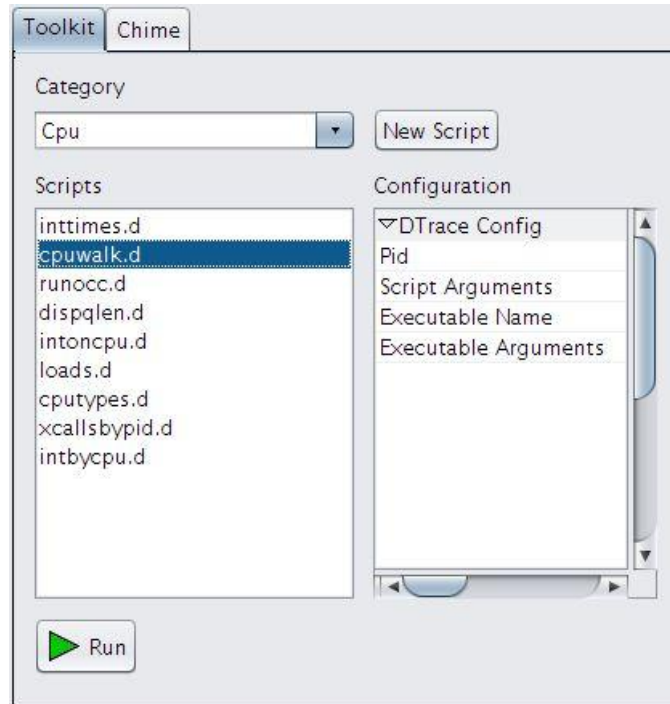 Toolkit Chime
Category
Cpu New Script
Scripts Configuration
inttimes.d
cpuwalk.d
runocc.d
dispqlen.d
intoncpu.d
loads.d
cputypes.d
xcallsbypid.d
intbycpu.d
DTrace Config
Pid
Script Arguments
Executable Name
Executable Arguments
Run